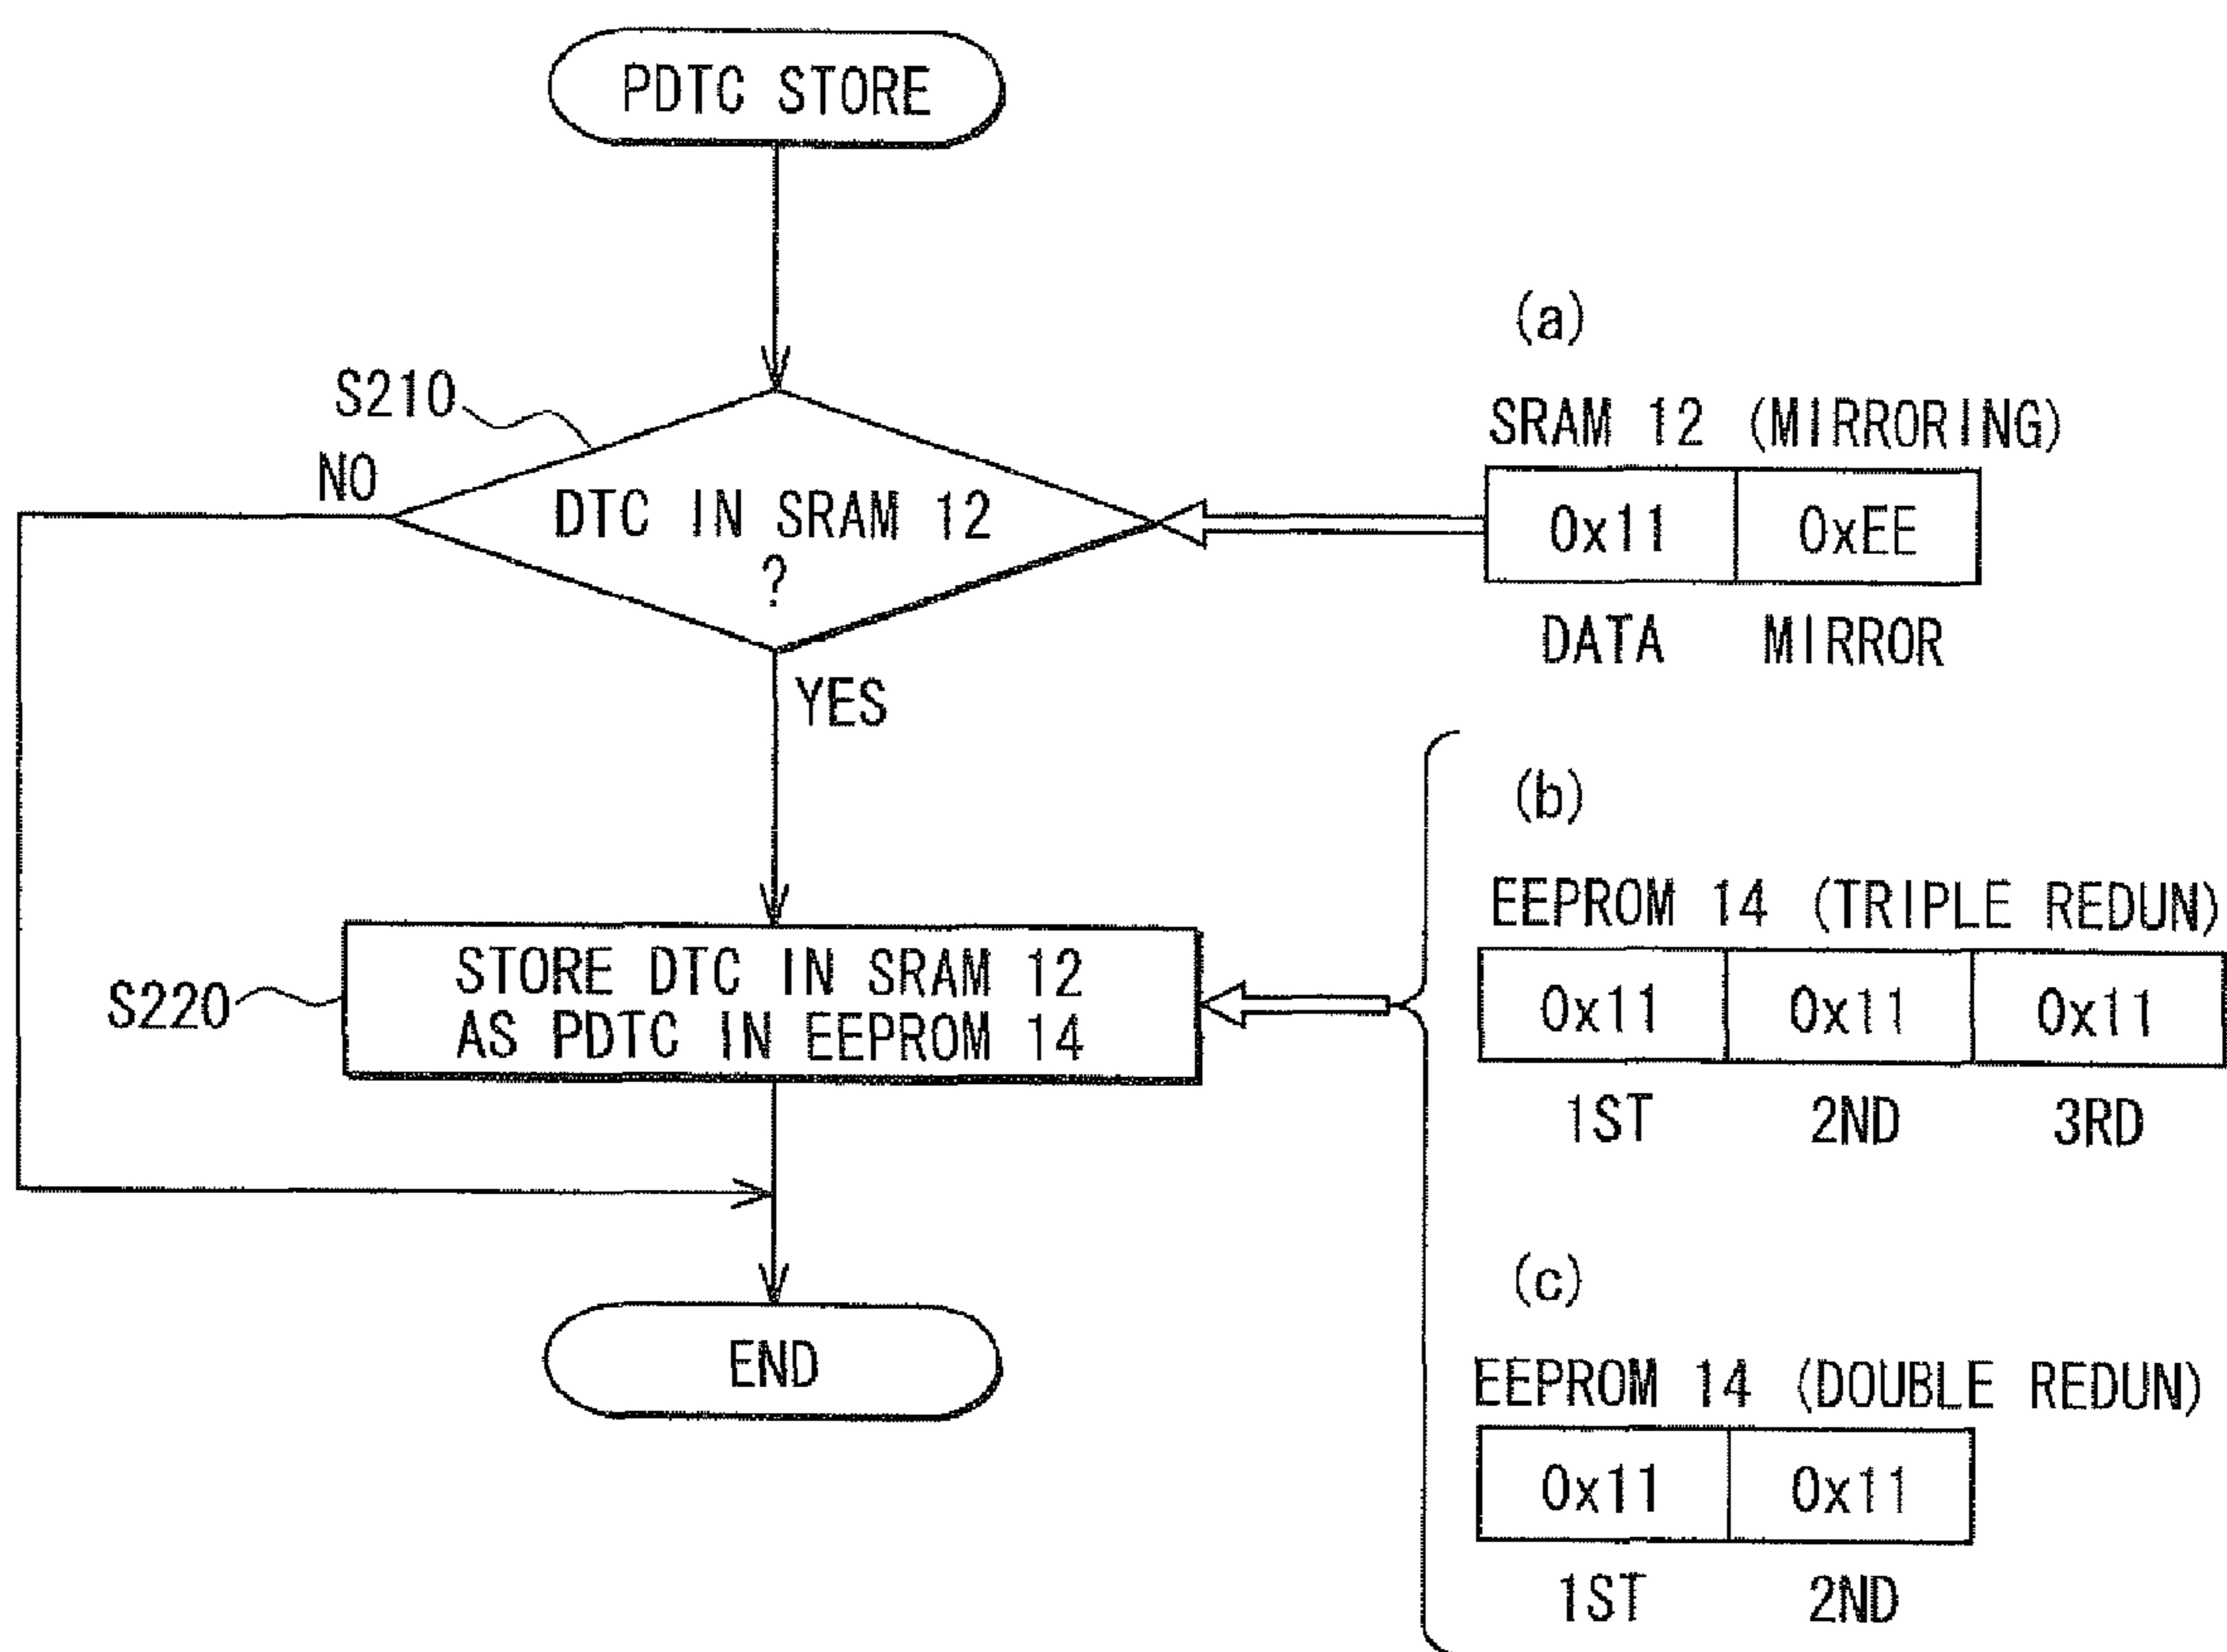 PDTC STORE
(a)
S210
SRAM 12 (MIRRORING)
NO
DTC IN SRAM 12
?
0x11 0xEE
DATA MIRROR
YES
(b)
EEPROM 14 (TRIPLE REDUN)
STORE DTC IN SRAM 12
AS PDTC IN EEPROM 14
S220
0x11 0x11 0x11
1ST 2ND 3RD
(c)
END
EEPROM 14 (DOUBLE REDUN)
0x11 0x11
1ST 2ND